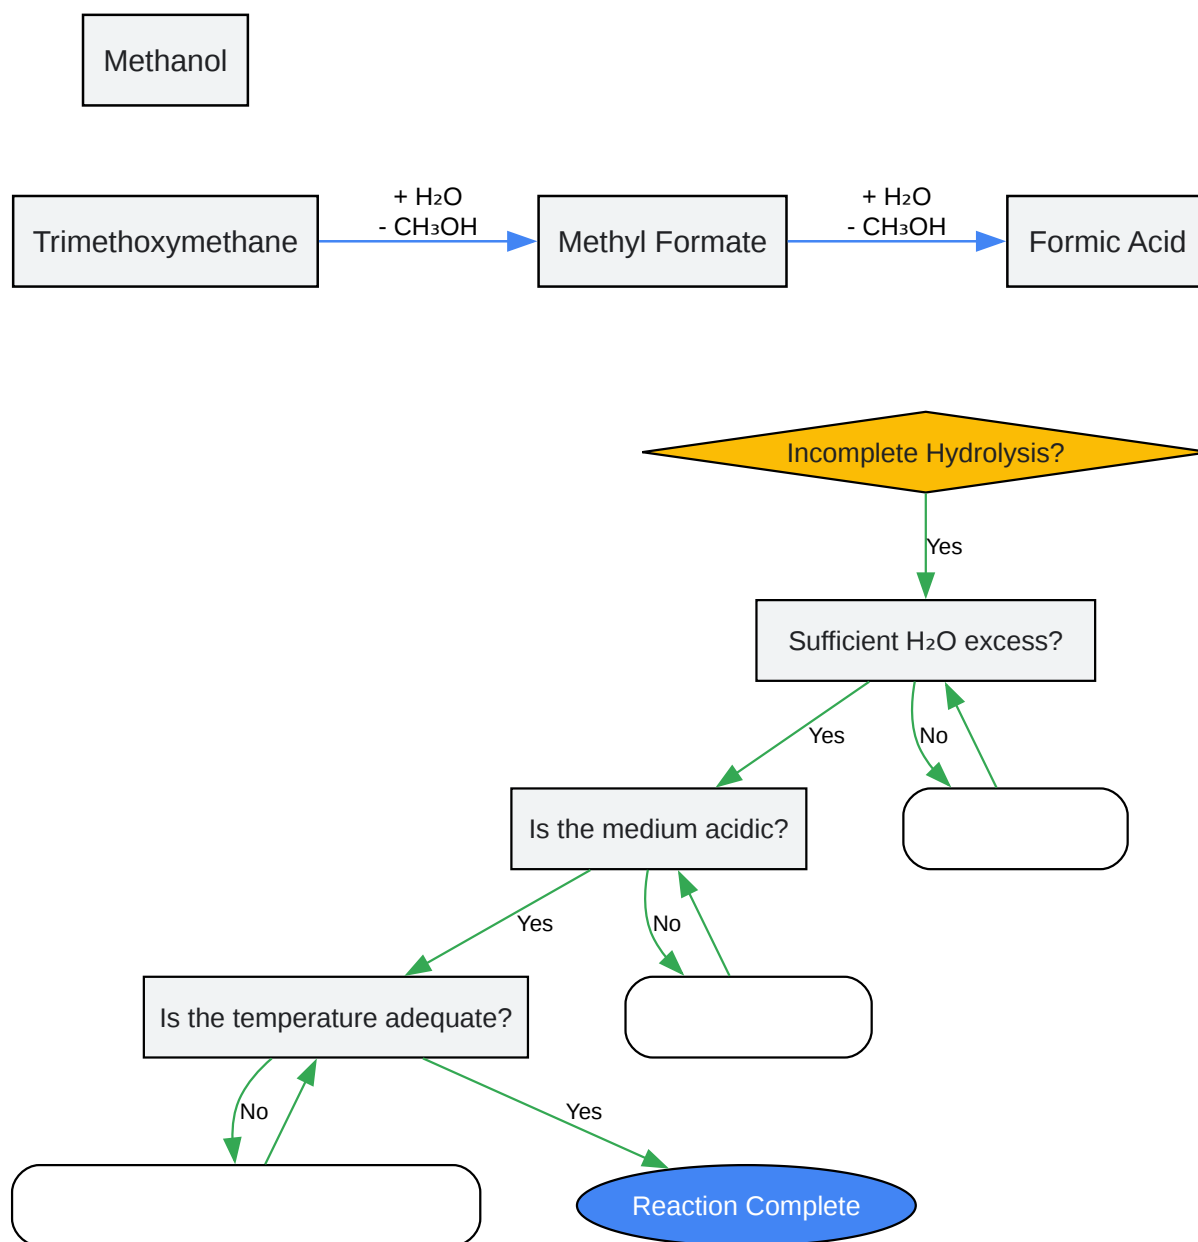 Methanol
+ H₂O
- CH₃OH
+ H₂O
- CH₃OH
Trimethoxymethane
Methyl Formate
Formic Acid
Incomplete Hydrolysis?
Yes
Sufficient H₂O excess?
Yes
No
Is the medium acidic?
Yes
No
Is the temperature adequate?
No
Yes
Reaction Complete